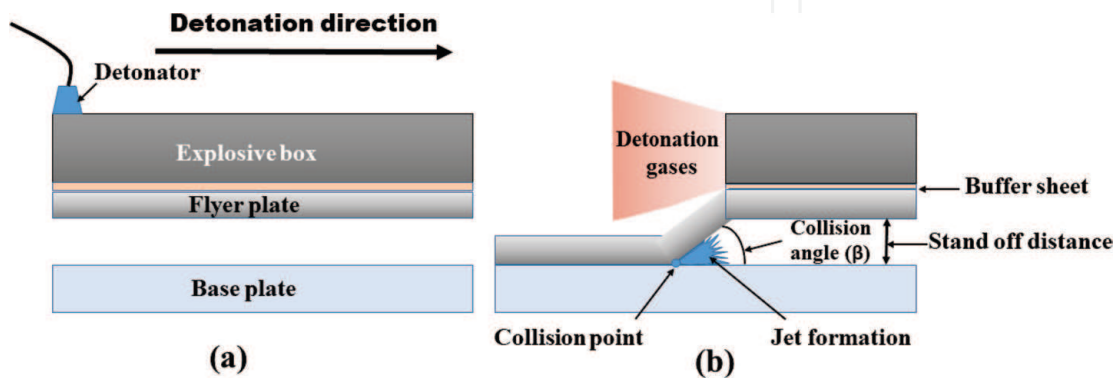 Detonation direction
Detonator
Explosive box
Flyer plate
Base plate
(a)
Detonation
gases
Buffer sheet
Collision
angle (β)
Stand off distance
Collision point
Jet formation
(b)